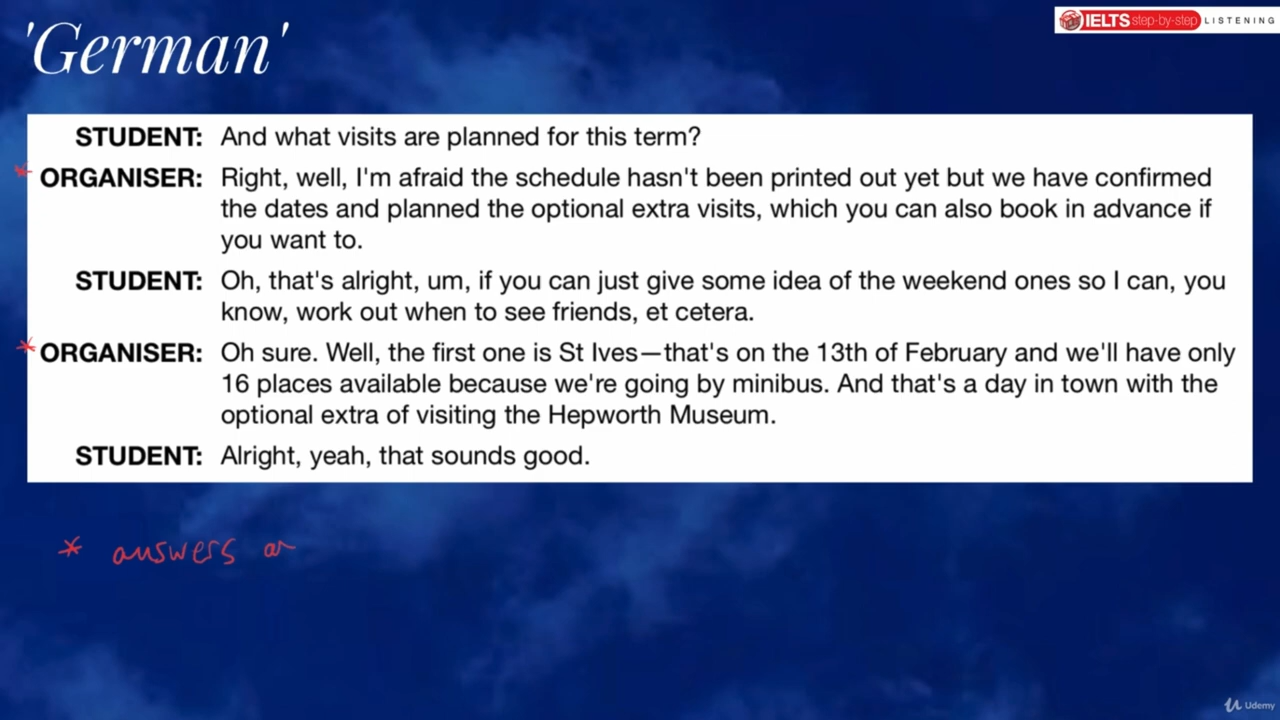 'German'
IELTS step-by-step LISTENING
STUDENT: And what visits are planned for this term?
* ORGANISER: Right, well, I'm afraid the schedule hasn't been printed out yet but we have confirmed
the dates and planned the optional extra visits, which you can also book in advance if
you want to.
STUDENT: Oh, that's alright, um, if you can just give some idea of the weekend ones so I can, you
know, work out when to see friends, et cetera.
* ORGANISER: Oh sure. Well, the first one is St Ives—that's on the 13th of February and we'll have only
16 places available because we're going by minibus. And that's a day in town with the
optional extra of visiting the Hepworth Museum.
STUDENT: Alright, yeah, that sounds good.
* answers ar
Udemy